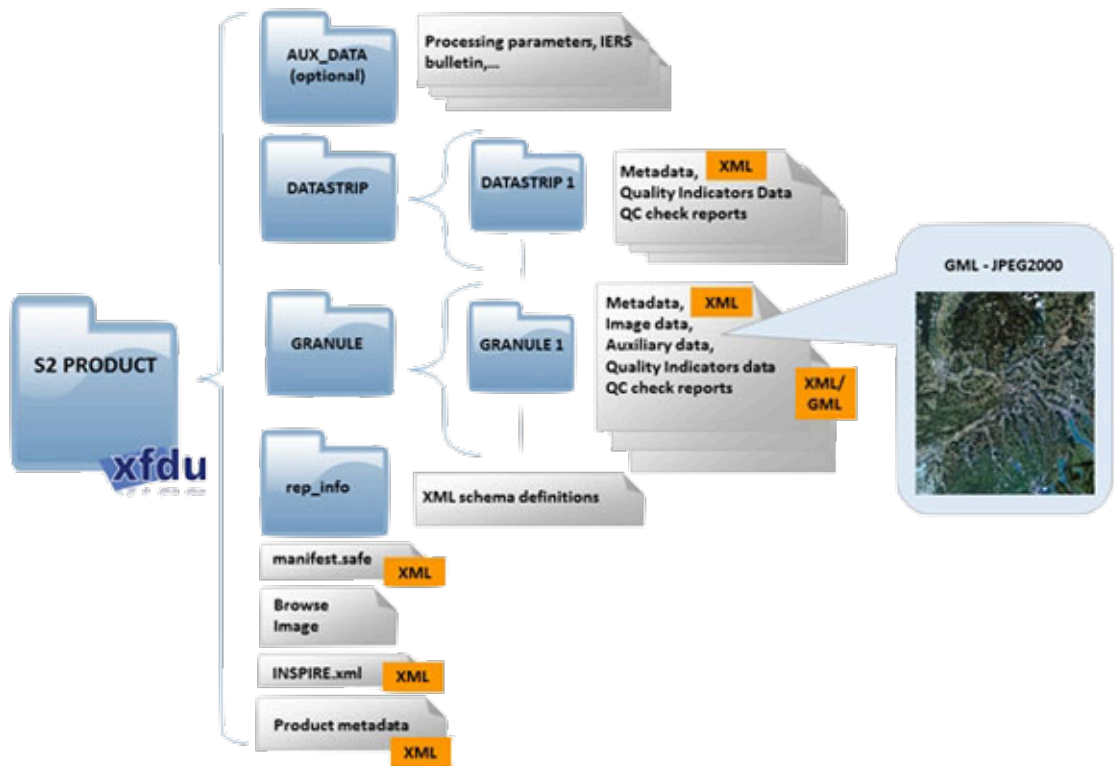 AUX_DATA
(optional)
Processing parameters, IERS
bulletin,...
DATASTRIP
DATASTRIP 1
Metadata,
XML
Quality Indicators Data
QC check reports
S2 PRODUCT
xfdu
GRANULE
GRANULE 1
Metadata,
XML
Image data,
Auxiliary data,
Quality Indicators data
QC check reports
XML/
GML
GML - JPEG2000
rep_info
XML schema definitions
manifest.safe
XML
Browse
Image
INSPIRE.xml
XML
Product metadata
XML